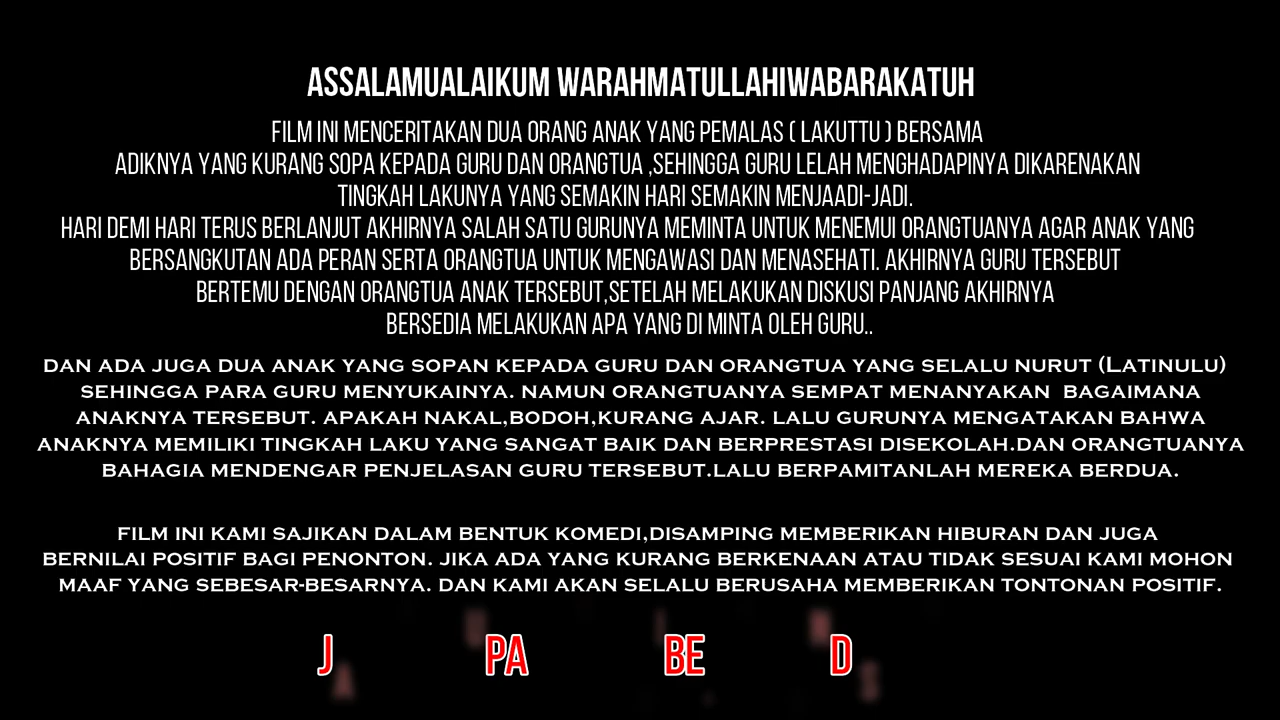 ASSALAMUALAIKUM WARAHMATULLAHIWABARAKATUH
FILM INI MENCERITAKAN DUA ORANG ANAK YANG PEMALAS ( LAKUTTU ) BERSAMA
ADIKNYA YANG KURANG SOPA KEPADA GURU DAN ORANGTUA ,SEHINGGA GURU LELAH MENGHADAPINYA DIKARENAKAN
TINGKAH LAKUNYA YANG SEMAKIN HARI SEMAKIN MENJAADI-JADI.
HARI DEMI HARI TERUS BERLANJUT AKHIRNYA SALAH SATU GURUNYA MEMINTA UNTUK MENEMUI ORANGTUANYA AGAR ANAK YANG
BERSANGKUTAN ADA PERAN SERTA ORANGTUA UNTUK MENGAWASI DAN MENASEHATI. AKHIRNYA GURU TERSEBUT
BERTEMU DENGAN ORANGTUA ANAK TERSEBUT,SETELAH MELAKUKAN DISKUSI PANJANG AKHIRNYA
BERSEDIA MELAKUKAN APA YANG DI MINTA OLEH GURU..
DAN ADA JUGA DUA ANAK YANG SOPAN KEPADA GURU DAN ORANGTUA YANG SELALU NURUT (LATINULU)
SEHINGGA PARA GURU MENYUKAINYA. NAMUN ORANGTUANYA SEMPAT MENANYAKAN BAGAIMANA
ANAKNYA TERSEBUT. APAKAH NAKAL,BODOH,KURANG AJAR. LALU GURUNYA MENGATAKAN BAHWA
ANAKNYA MEMILIKI TINGKAH LAKU YANG SANGAT BAIK DAN BERPRESTASI DISEKOLAH.DAN ORANGTUANYA
BAHAGIA MENDENGAR PENJELASAN GURU TERSEBUT.LALU BERPAMITANLAH MEREKA BERDUA.
FILM INI KAMI SAJIKAN DALAM BENTUK KOMEDI,DISAMPING MEMBERIKAN HIBURAN DAN JUGA
BERNILAI POSITIF BAGI PENONTON. JIKA ADA YANG KURANG BERKENAAN ATAU TIDAK SESUAI KAMI MOHON
MAAF YANG SEBESAR-BESARNYA. DAN KAMI AKAN SELALU BERUSAHA MEMBERIKAN TONTONAN POSITIF.
J PA BE D